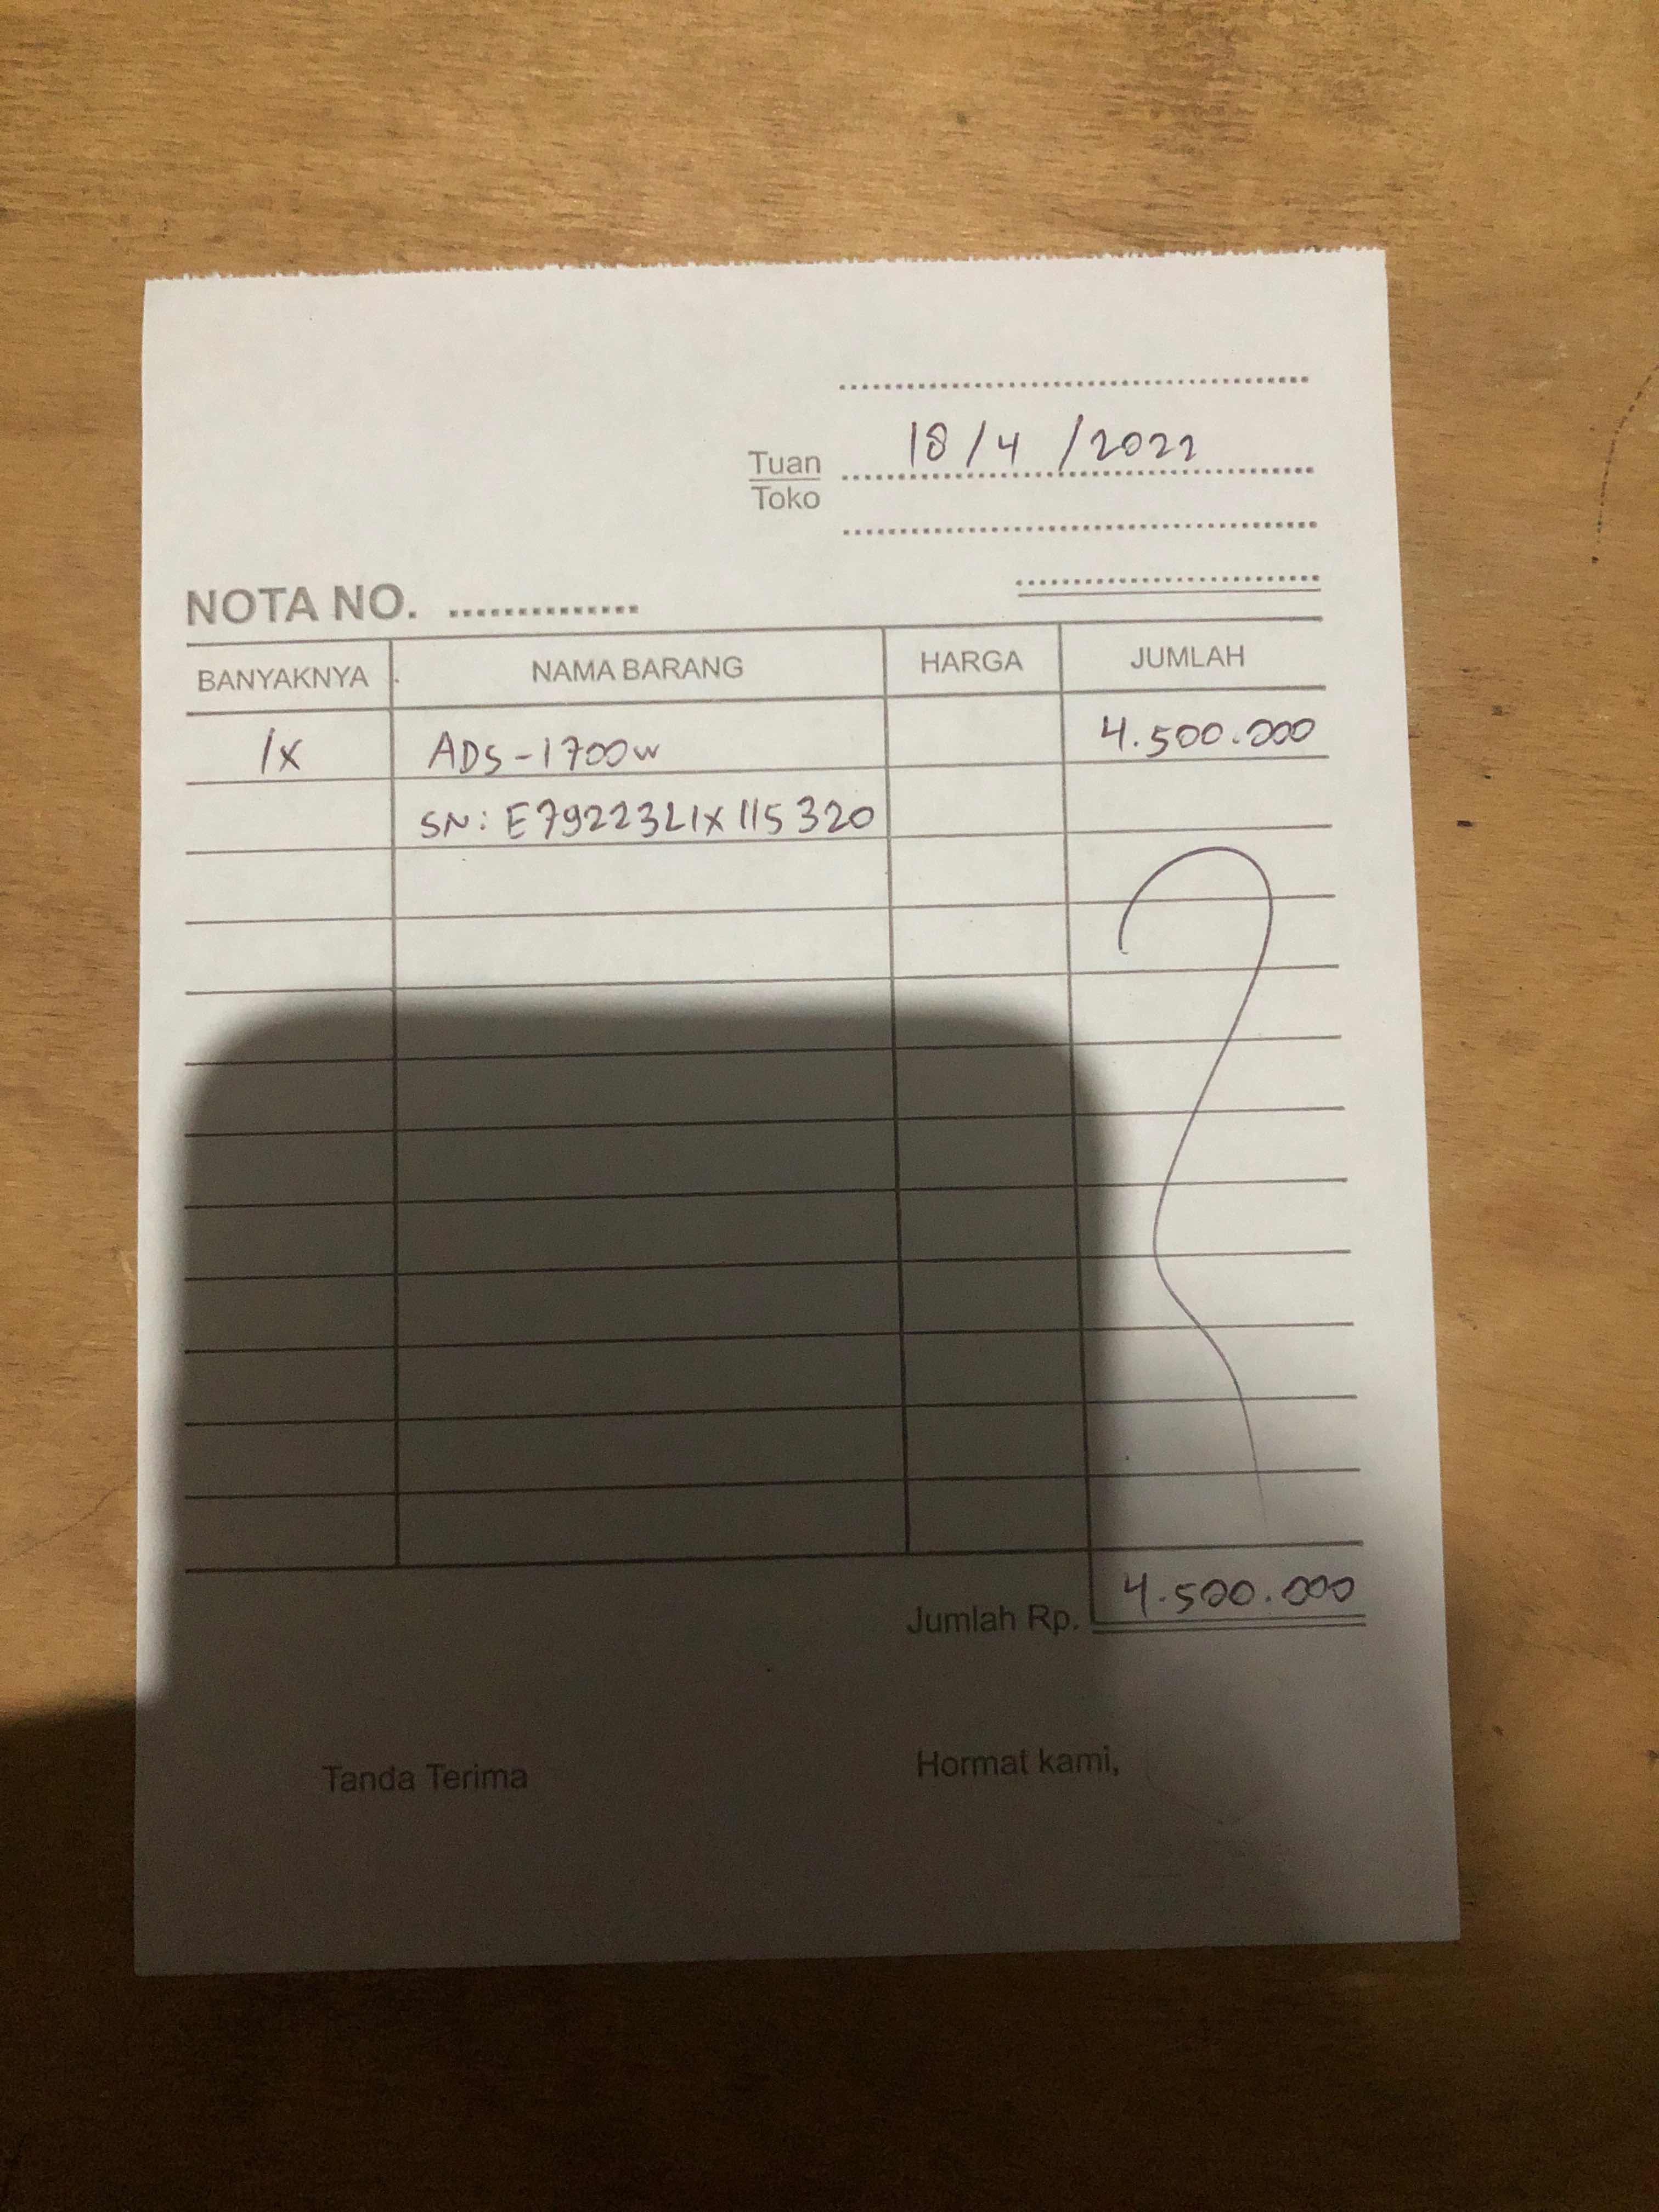 18/4/2022
Tuan
Toko
NOTA NO. ..............
BANYAKNYA NAMA BARANG HARGA JUMLAH
1x ADS-1700w 4.500.000
SN: E79223L1X115320
Jumlah Rp. 4.500.000
Tanda Terima Hormat kami,